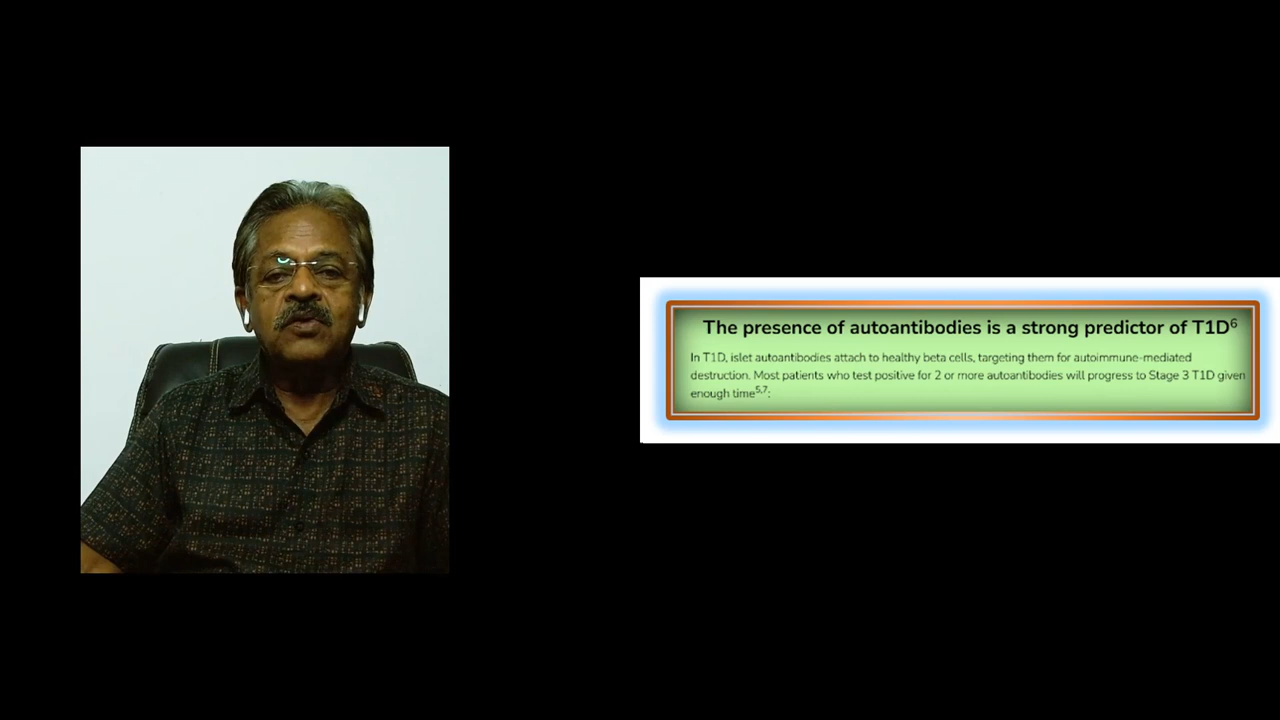 The presence of autoantibodies is a strong predictor of T1D⁶
In T1D, islet autoantibodies attach to healthy beta cells, targeting them for autoimmune-mediated
destruction. Most patients who test positive for 2 or more autoantibodies will progress to Stage 3 T1D given
enough time⁵,⁷: